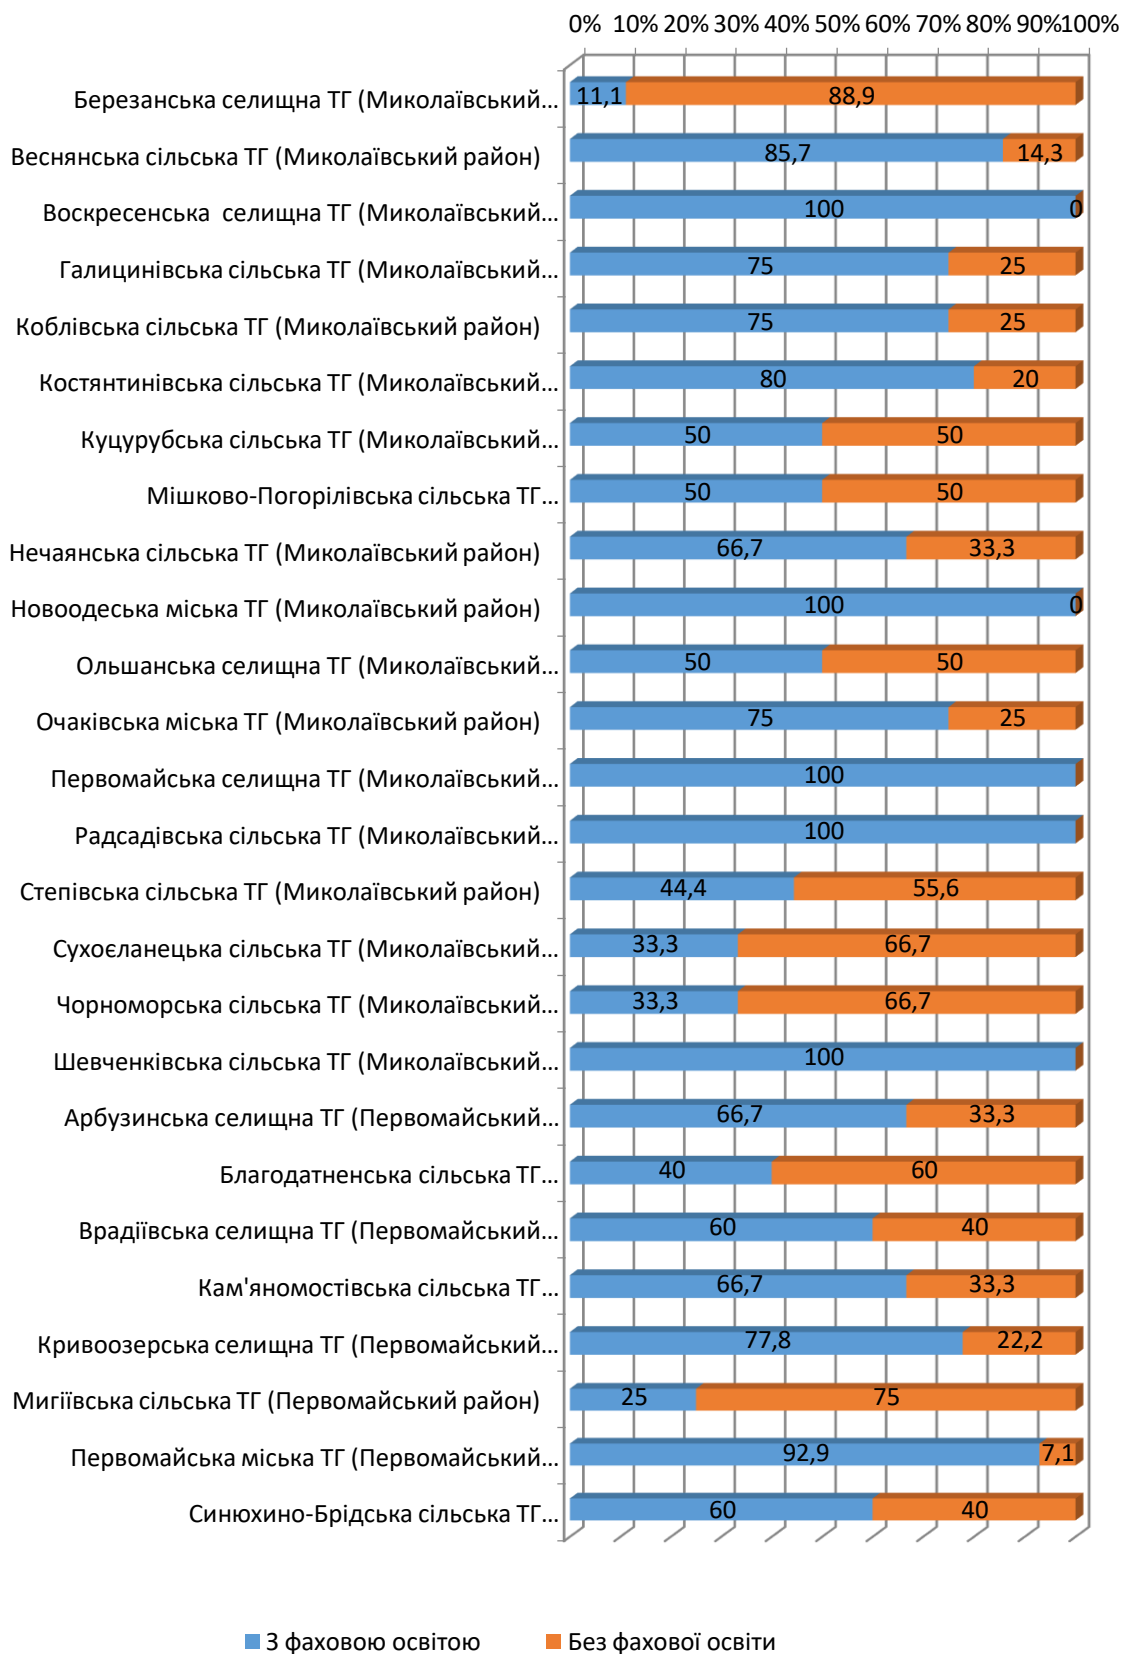 0% 10% 20% 30% 40% 50% 60% 70% 80% 90% 100%
Березанська селищна ТГ (Миколаївський... 11,1 88,9
Веснянська сільська ТГ (Миколаївський район) 85,7 14,3
Воскресенська селищна ТГ (Миколаївський... 100 0
Галицинівська сільська ТГ (Миколаївський... 75 25
Коблівська сільська ТГ (Миколаївський район) 75 25
Костянтинівська сільська ТГ (Миколаївський... 80 20
Куцурубська сільська ТГ (Миколаївський... 50 50
Мішково-Погорілівська сільська ТГ... 50 50
Нечаянська сільська ТГ (Миколаївський район) 66,7 33,3
Новоодеська міська ТГ (Миколаївський район) 100 0
Ольшанська селищна ТГ (Миколаївський... 50 50
Очаківська міська ТГ (Миколаївський район) 75 25
Первомайська селищна ТГ (Миколаївський... 100
Радсадівська сільська ТГ (Миколаївський... 100
Степівська сільська ТГ (Миколаївський район) 44,4 55,6
Сухоєланецька сільська ТГ (Миколаївський... 33,3 66,7
Чорноморська сільська ТГ (Миколаївський... 33,3 66,7
Шевченківська сільська ТГ (Миколаївський... 100
Арбузинська селищна ТГ (Первомайський... 66,7 33,3
Благодатненська сільська ТГ... 40 60
Врадіївська селищна ТГ (Первомайський... 60 40
Кам'яномостівська сільська ТГ... 66,7 33,3
Кривоозерська селищна ТГ (Первомайський... 77,8 22,2
Мигіївська сільська ТГ (Первомайський район) 25 75
Первомайська міська ТГ (Первомайський... 92,9 7,1
Синюхино-Брідська сільська ТГ... 60 40
З фаховою освітою Без фахової освіти